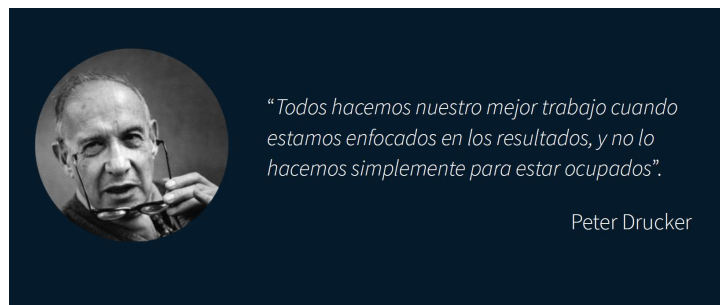 “Todos hacemos nuestro mejor trabajo cuando
estamos enfocados en los resultados, y no lo
hacemos simplemente para estar ocupados”.
Peter Drucker